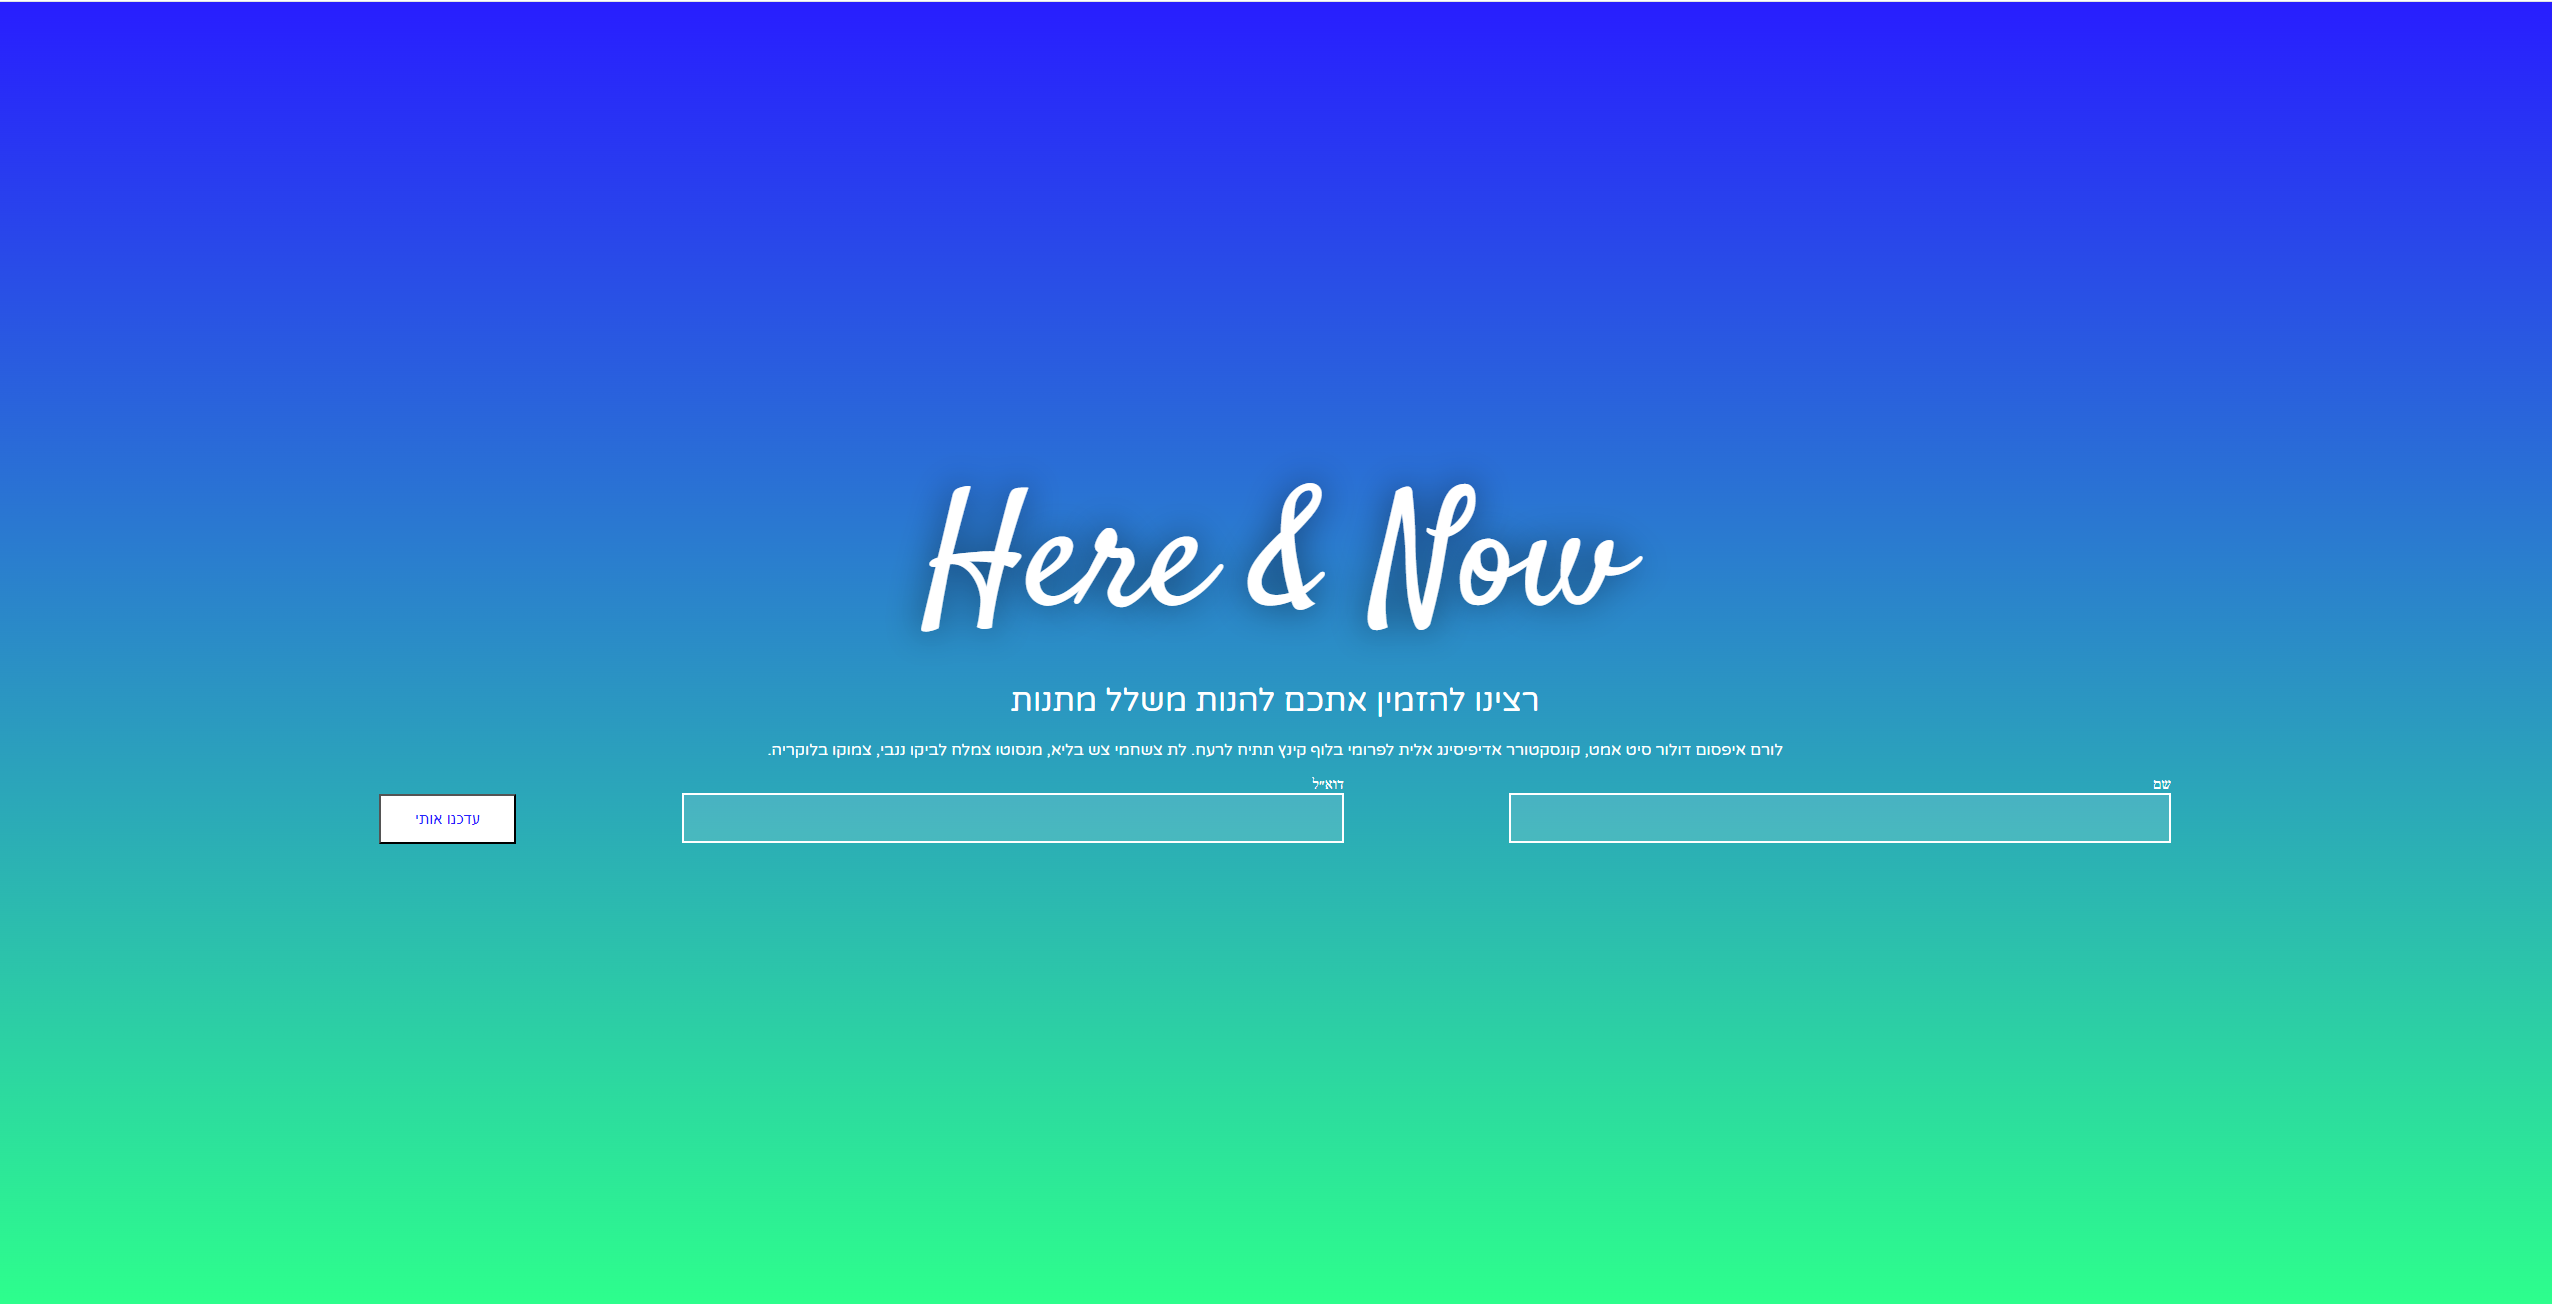 Here & Now
רצינו להזמין אתכם להנות משלל מתנות
לורם איפסום דולור סיט אמט, קונסקטורר אדיפיסינג אלית לפרומי בלוף קינץ תתיח לרעח. לת צשחמי צש בליא, מנסוטו צמלח לביקו ננבי, צמוקו בלוקריה.
שם
דוא״ל
עדכנו אותי